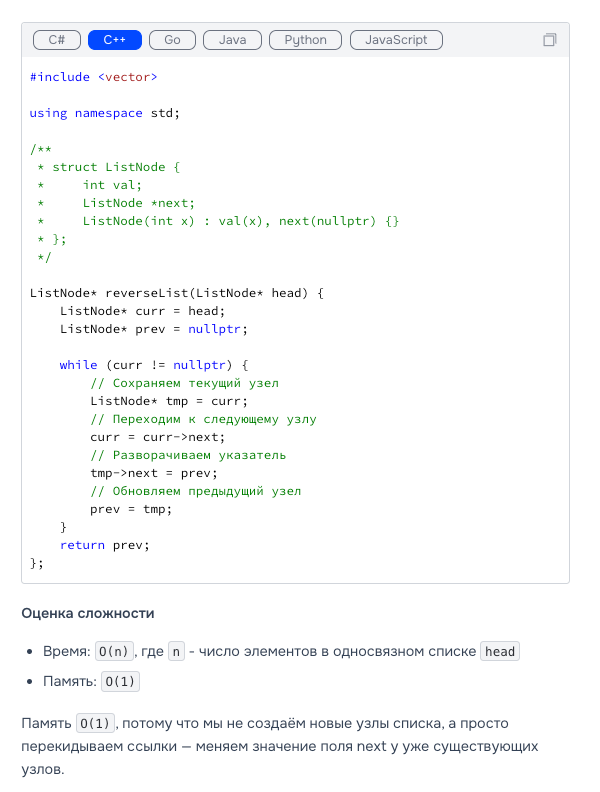 C# C++ Go Java Python JavaScript
#include <vector>
using namespace std;
/**
 * struct ListNode {
 *     int val;
 *     ListNode *next;
 *     ListNode(int x) : val(x), next(nullptr) {}
 * };
 */
ListNode* reverseList(ListNode* head) {
    ListNode* curr = head;
    ListNode* prev = nullptr;
    while (curr != nullptr) {
        // Сохраняем текущий узел
        ListNode* tmp = curr;
        // Переходим к следующему узлу
        curr = curr->next;
        // Разворачиваем указатель
        tmp->next = prev;
        // Обновляем предыдущий узел
        prev = tmp;
    }
    return prev;
};
Оценка сложности
• Время: O(n), где n - число элементов в односвязном списке head
• Память: O(1)
Память O(1), потому что мы не создаём новые узлы списка, а просто
перекидываем ссылки — меняем значение поля next у уже существующих
узлов.